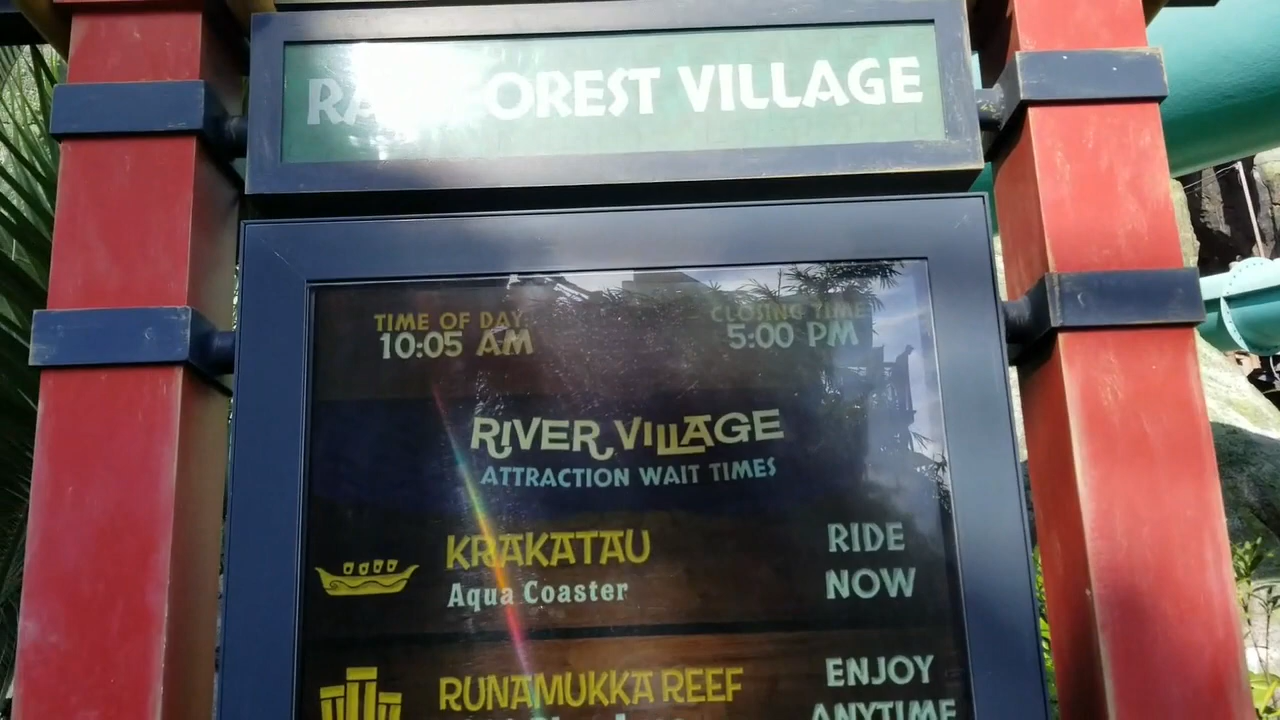 OREST VILLAGE
TIME OF DAY
CLOSING TIME
10:05 AM
5:00 PM
RIVER VILLAGE
ATTRACTION WAIT TIMES
KRAKATAU
Aqua Coaster
RIDE
NOW
RUNAMUKKA REEF
ENJOY
ANYTIME